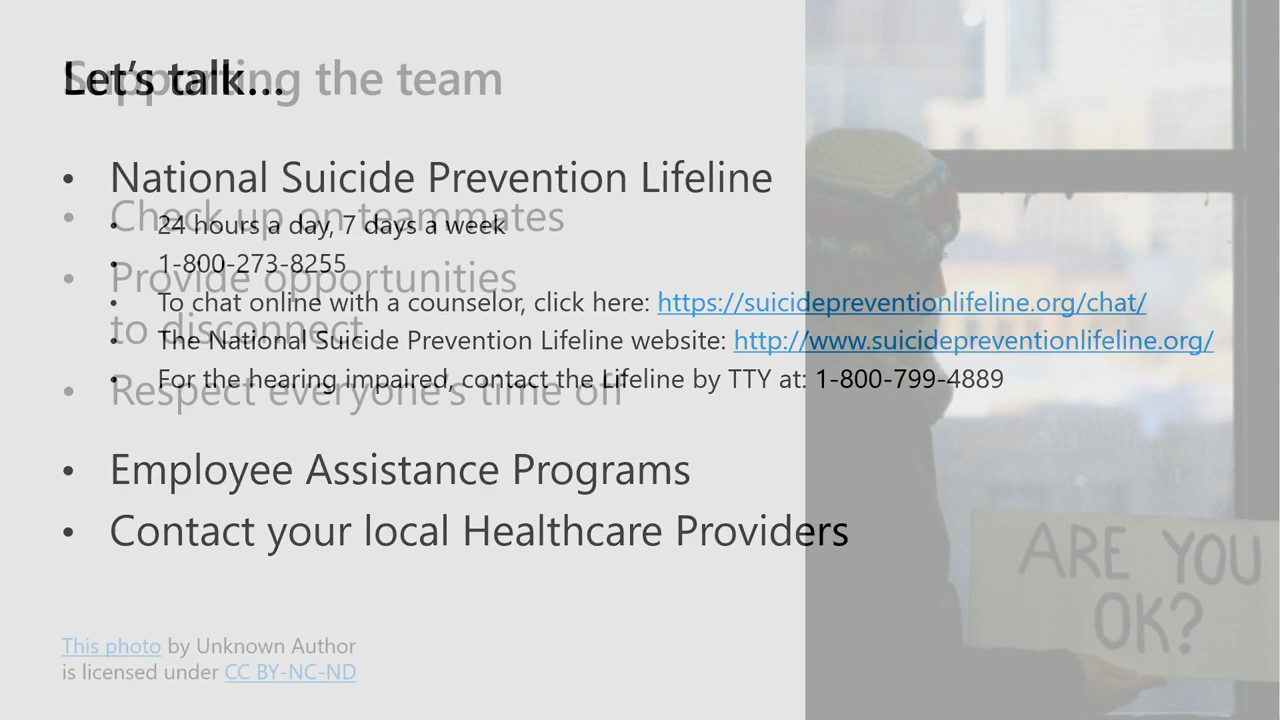 Let's talk...
Supporting the team
• National Suicide Prevention Lifeline
• 24 hours a day, 7 days a week
• 1-800-273-8255
• To chat online with a counselor, click here: https://suicidepreventionlifeline.org/chat/
• The National Suicide Prevention Lifeline website: http://www.suicidepreventionlifeline.org/
• For the hearing impaired, contact the Lifeline by TTY at: 1-800-799-4889
• Employee Assistance Programs
• Contact your local Healthcare Providers
• Check up on teammates
• Provide opportunities
to disconnect
• Respect everyone's time off
ARE YOU
OK?
This photo by Unknown Author
is licensed under CC BY-NC-ND